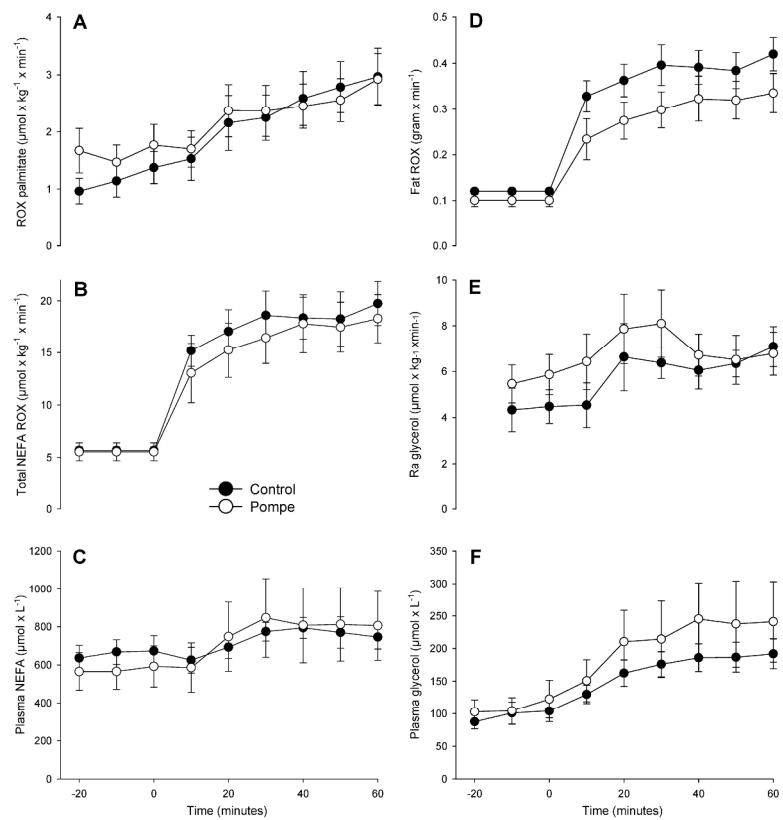 A
ROX palmitate (µmol x kg⁻¹ x min⁻¹)
4
3
2
1
0
B
Total NEFA ROX (µmol x kg⁻¹ x min⁻¹)
20
15
10
5
0
Control
Pompe
C
Plasma NEFA (µmol x L⁻¹)
1200
1000
800
600
400
200
0
-20 0 20 40 60
Time (minutes)
D
Fat ROX (gram x min⁻¹)
0.4
0.3
0.2
0.1
0.0
E
Ra glycerol (µmol x kg-1 xmin-1)
10
8
6
4
2
0
F
Plasma glycerol (µmol x L⁻¹)
350
300
250
200
150
100
50
0
-20 0 20 40 60
Time (minutes)